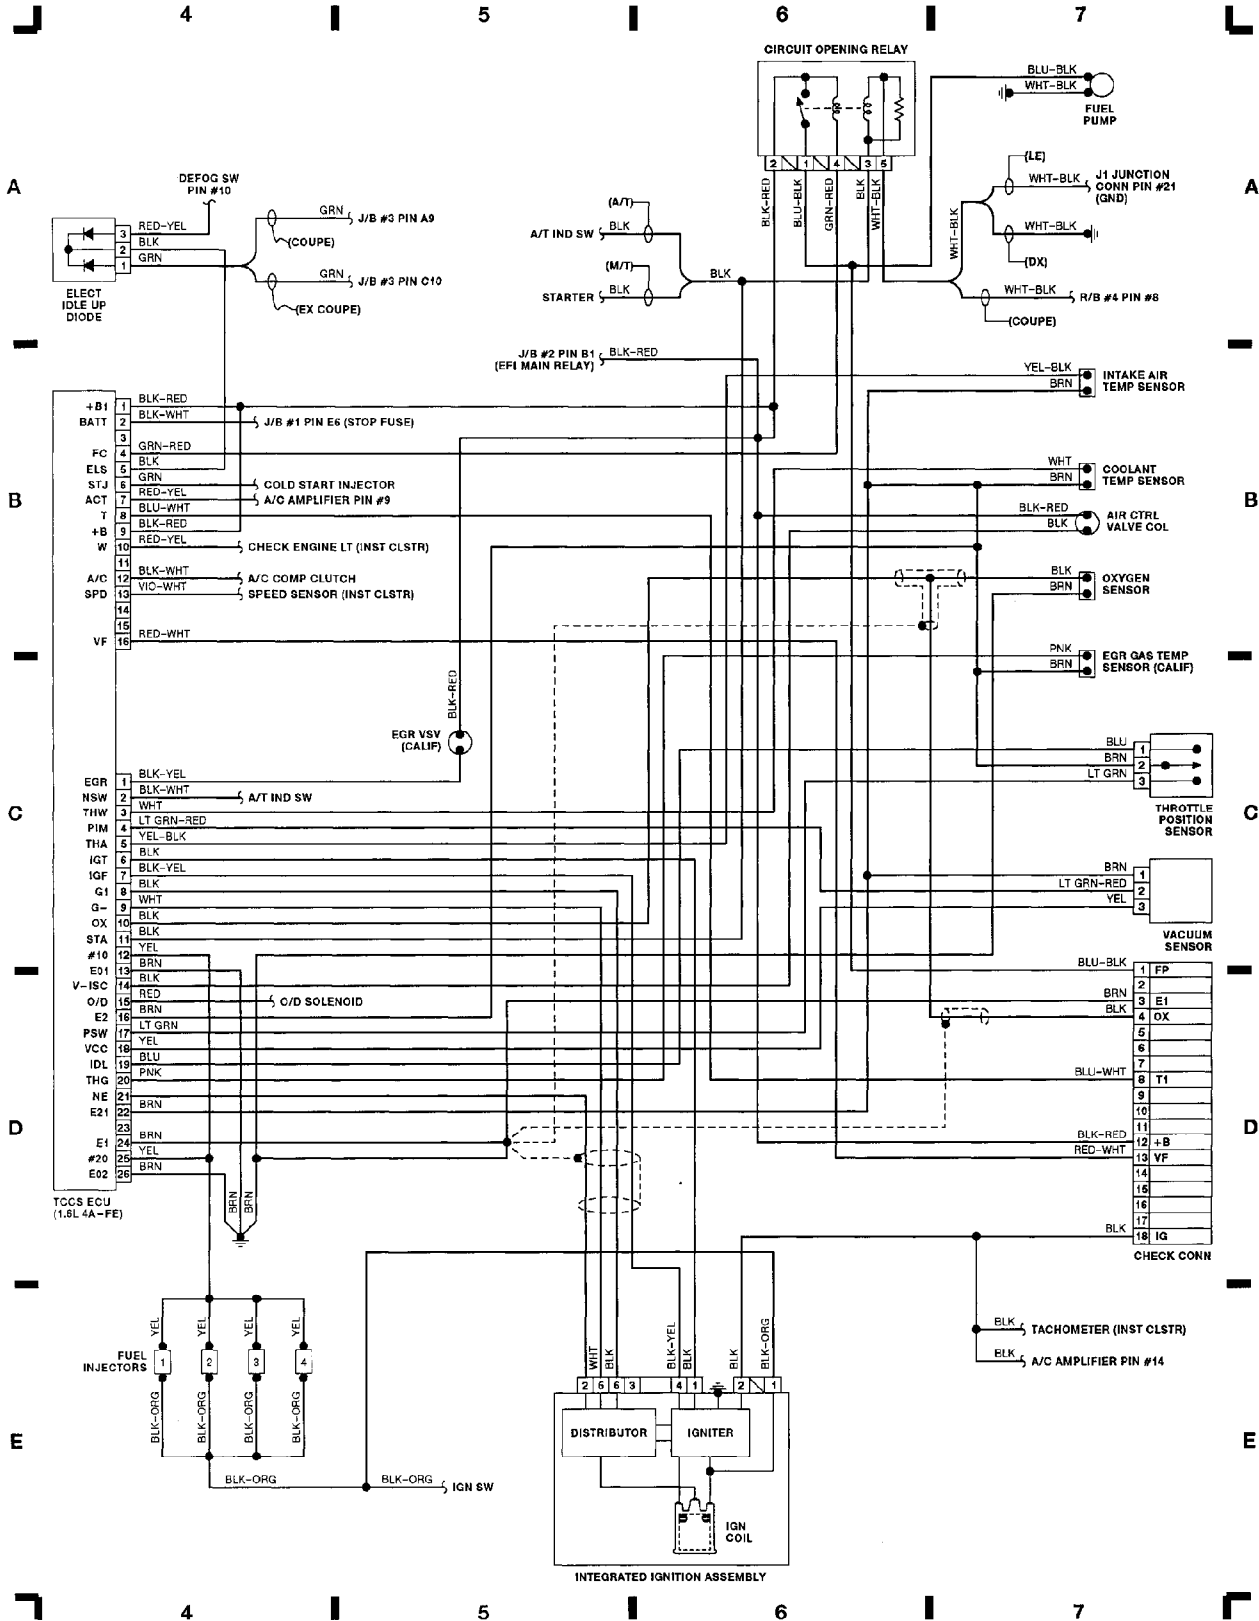 4 5 6 7
CIRCUIT OPENING RELAY
BLU-BLK
WHT-BLK
FUEL
PUMP
2 1 4 3 5
A
A
BLK-RED
BLU-BLK
GRN-RED
BLK
WHT-BLK
WHT-BLK
(LE)
WHT-BLK
J1 JUNCTION
CONN PIN #21
(GND)
WHT-BLK
(DX)
WHT-BLK
R/B #4 PIN #8
(COUPE)
DEFOG SW
PIN #10
3 RED-YEL
2 BLK
1 GRN
ELECT
IDLE UP
DIODE
GRN J/B #3 PIN A9
(COUPE)
GRN J/B #3 PIN C10
(EX COUPE)
(A/T)
A/T IND SW BLK
(M/T)
STARTER BLK
BLK
J/B #2 PIN B1
(EFI MAIN RELAY)
BLK-RED
YEL-BLK
BRN
INTAKE AIR
TEMP SENSOR
B
B
+B1 1 BLK-RED
BATT 2 BLK-WHT J/B #1 PIN E6 (STOP FUSE)
3
FC 4 GRN-RED
ELS 5 BLK
STJ 6 GRN COLD START INJECTOR
ACT 7 RED-YEL A/C AMPLIFIER PIN #9
T 8 BLU-WHT
+B 9 BLK-RED
W 10 RED-YEL CHECK ENGINE LT (INST CLSTR)
11
A/C 12 BLK-WHT A/C COMP CLUTCH
SPD 13 VIO-WHT SPEED SENSOR (INST CLSTR)
14
15
VF 16 RED-WHT
WHT
BRN
COOLANT
TEMP SENSOR
BLK-RED
BLK
AIR CTRL
VALVE COL
BLK
BRN
OXYGEN
SENSOR
PNK
BRN
EGR GAS TEMP
SENSOR (CALIF)
BLK-RED
EGR VSV
(CALIF)
C
C
BLU 1
BRN 2
LT GRN 3
THROTTLE
POSITION
SENSOR
BRN 1
LT GRN-RED 2
YEL 3
VACUUM
SENSOR
EGR 1 BLK-YEL
NSW 2 BLK-WHT A/T IND SW
THW 3 WHT
PIM 4 LT GRN-RED
THA 5 YEL-BLK
IGT 6 BLK
IGF 7 BLK-YEL
G1 8 BLK
G- 9 WHT
OX 10 BLK
STA 11 BLK
#10 12 YEL
E01 13 BRN
V-ISC 14 BLK
O/D 15 RED O/D SOLENOID
E2 16 BRN
PSW 17 LT GRN
VCC 18 YEL
IDL 19 BLU
THG 20 PNK
NE 21
E21 22 BRN
23
E1 24 BRN
#20 25 YEL
E02 26 BRN
TCCS ECU
(1.6L 4A-FE)
BRN
BRN
D
D
BLU-BLK 1 FP
2
BRN 3 E1
BLK 4 OX
5
6
7
BLU-WHT 8 T1
9
10
11
BLK-RED 12 +B
RED-WHT 13 VF
14
15
16
17
BLK 18 IG
CHECK CONN
BLK TACHOMETER (INST CLSTR)
BLK A/C AMPLIFIER PIN #14
YEL YEL YEL YEL
FUEL
INJECTORS
1 2 3 4
BLK-ORG BLK-ORG BLK-ORG BLK-ORG
BLK-ORG
BLK-ORG IGN SW
WHT
BLK
BLK-YEL
BLK
BLK
BLK-ORG
2 5 6 3 4 1 2 1
DISTRIBUTOR
IGNITER
IGN
COIL
INTEGRATED IGNITION ASSEMBLY
E
E
4 5 6 7